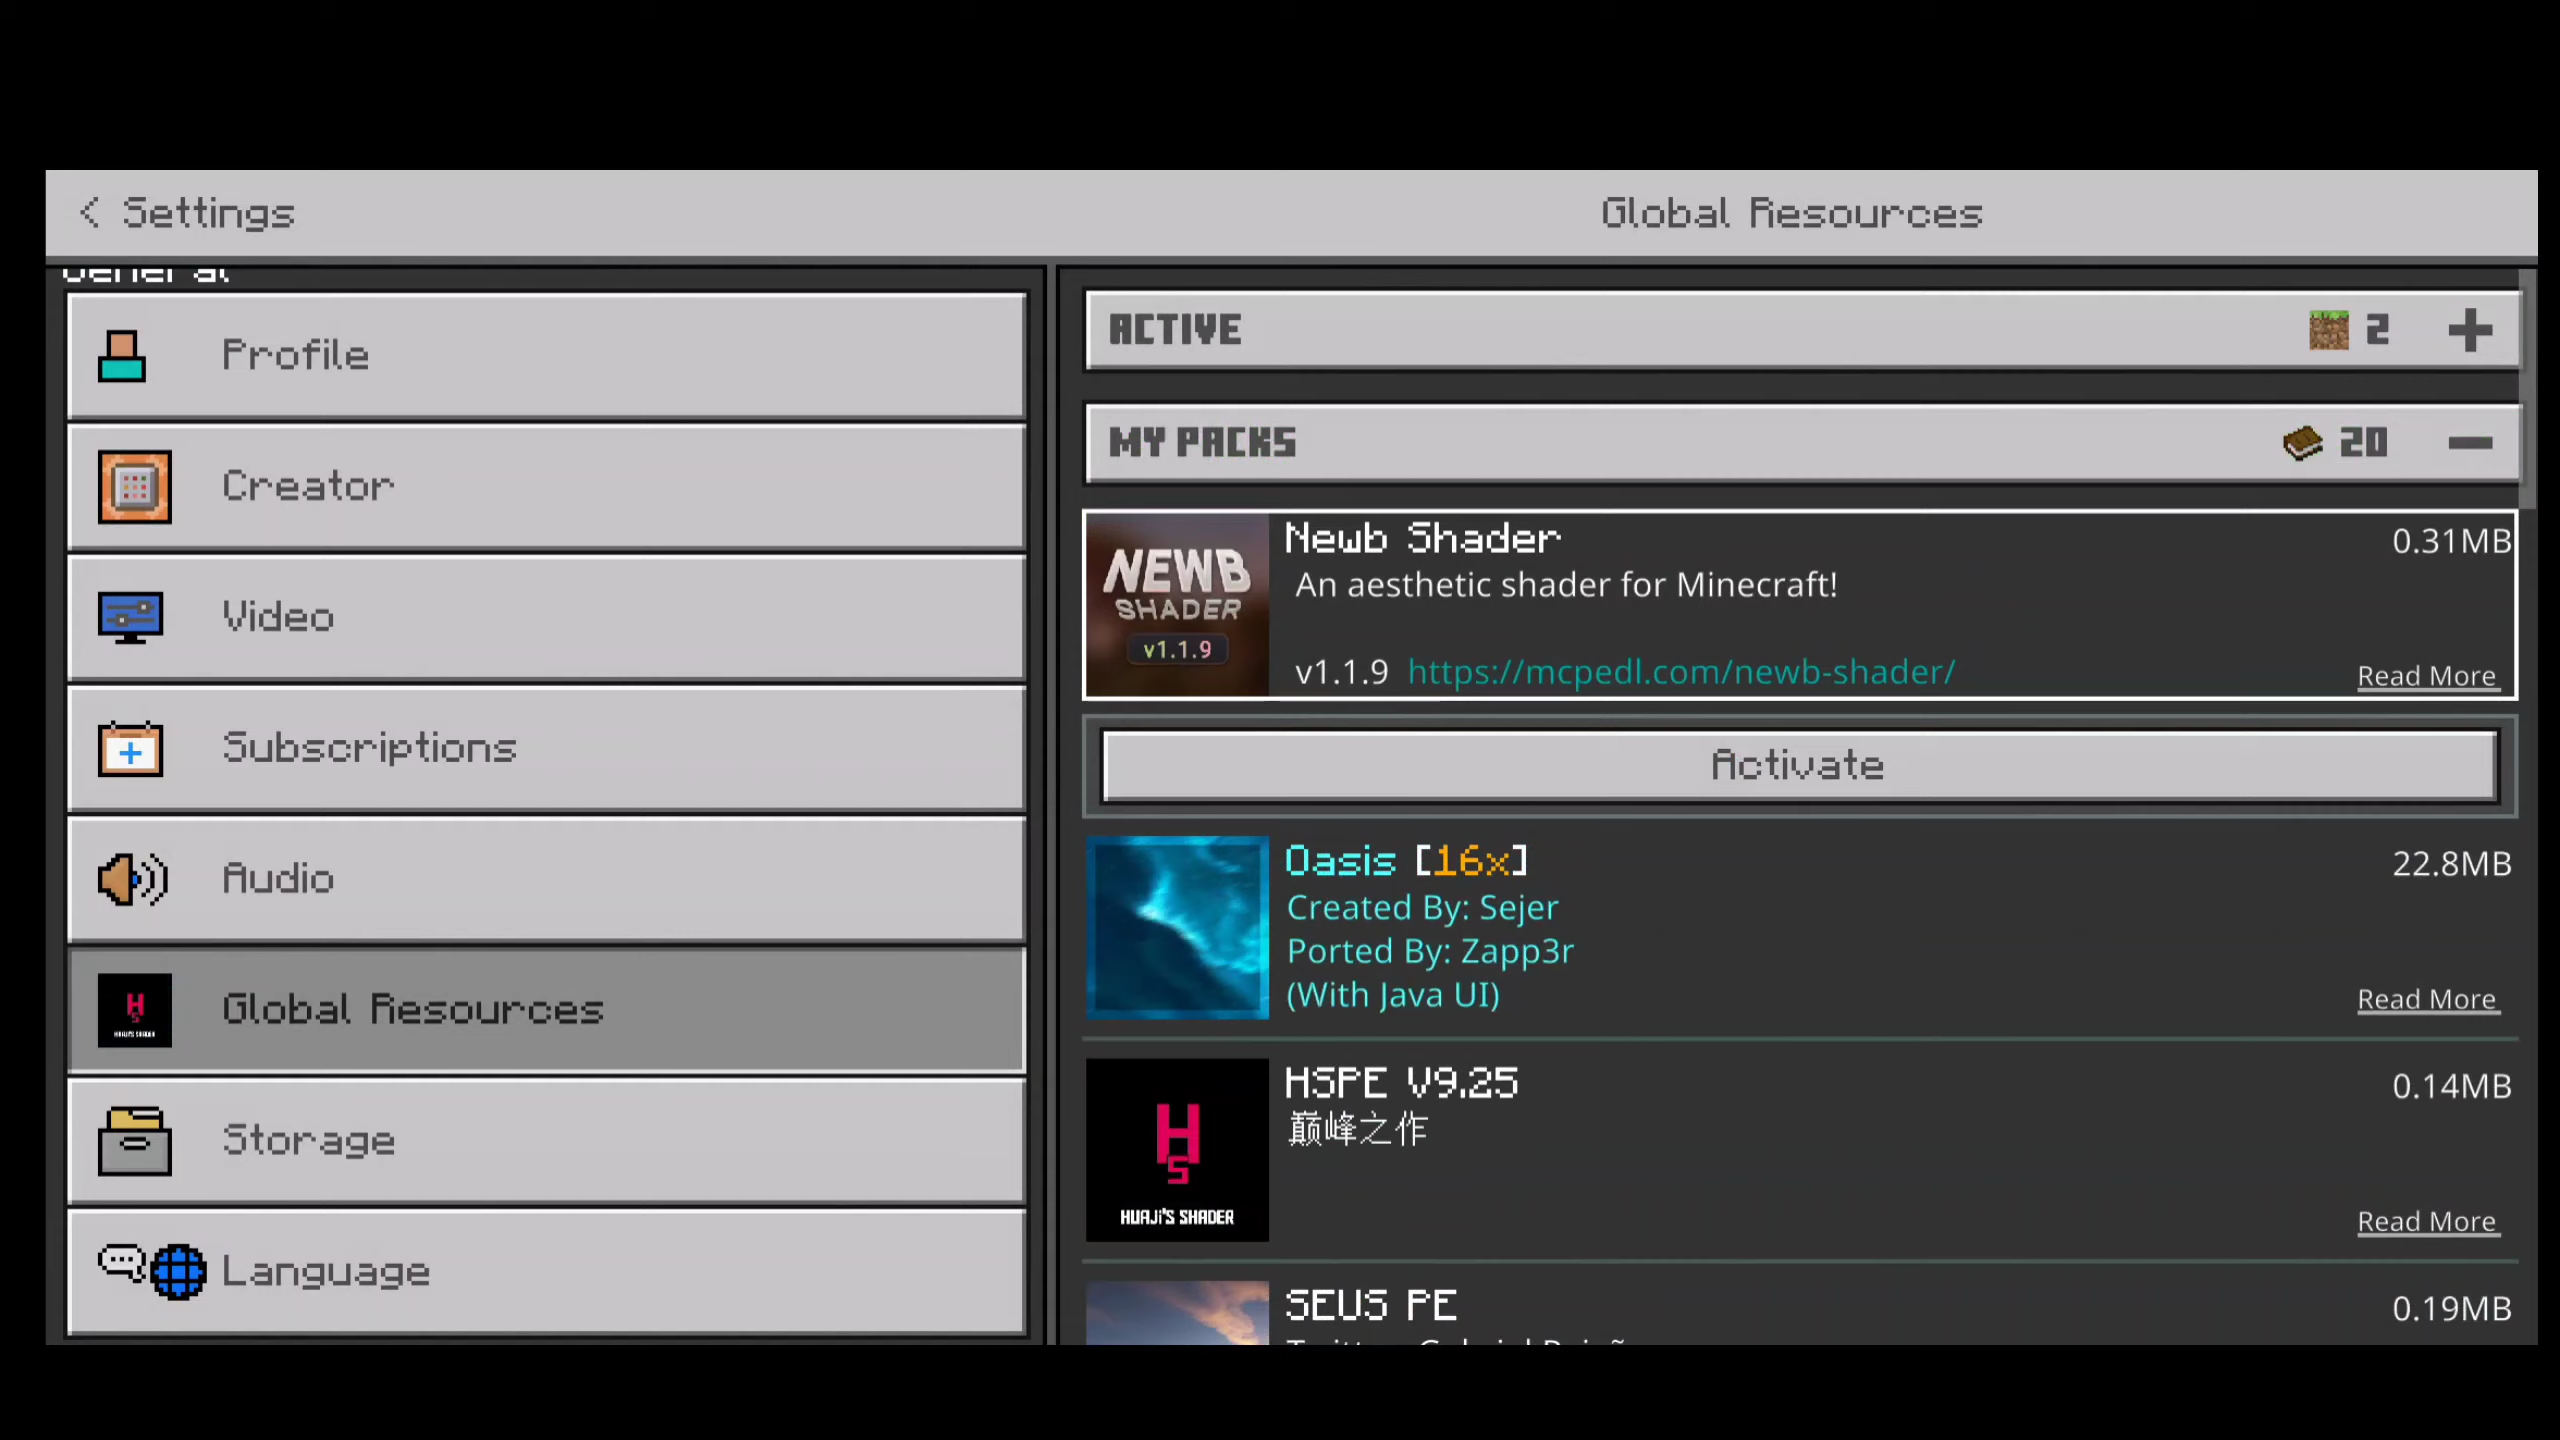 Settings
Global Resources
General
Profile
Creator
Video
Subscriptions
Audio
Global Resources
Storage
Language
ACTIVE 2
MY PACKS 20
NEWB
SHADER
v1.1.9
Newb Shader 0.31MB
An aesthetic shader for Minecraft!
v1.1.9 https://mcpedl.com/newb-shader/
Read More
Activate
Oasis [16x] 22.8MB
Created By: Sejer
Ported By: Zapp3r
(With Java UI)
Read More
HS
HUAJI'S SHADER
HSPE V9.25 0.14MB
巅峰之作
Read More
SEUS PE 0.19MB